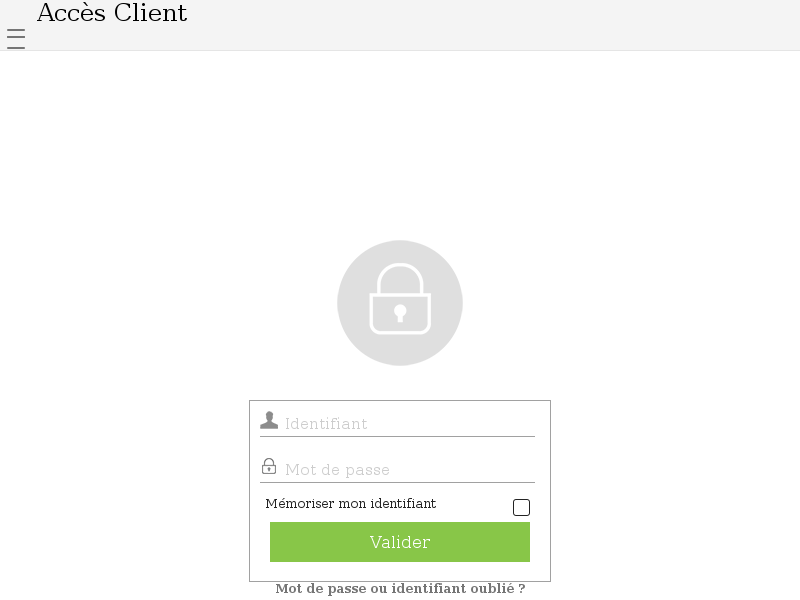 Accès Client
Identifiant
Mot de passe
Mémoriser mon identifiant
Valider
Mot de passe ou identifiant oublié ?